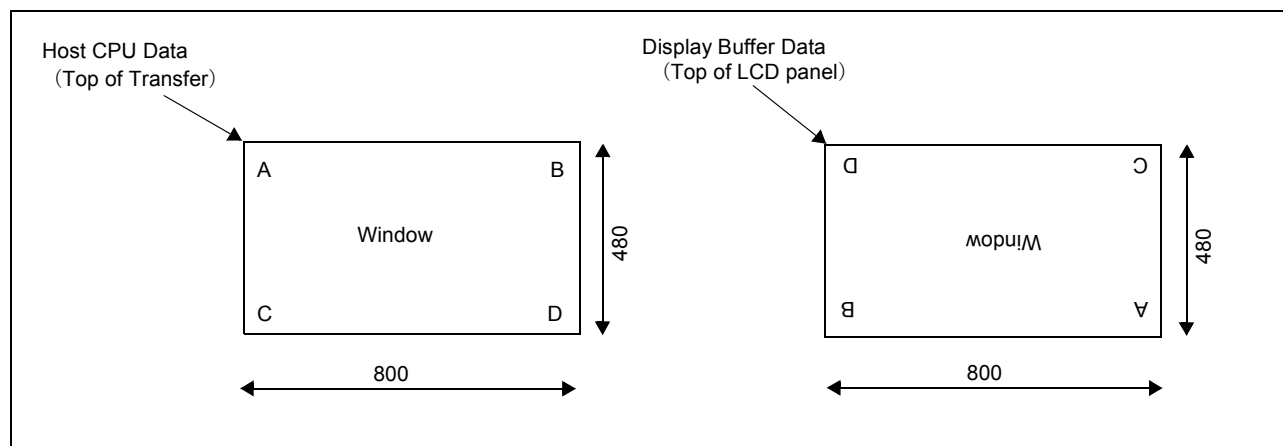 Host CPU Data
（Top of Transfer）
A B
Window
C D
480
800
Display Buffer Data
（Top of LCD panel）
D C
Window
B A
480
800